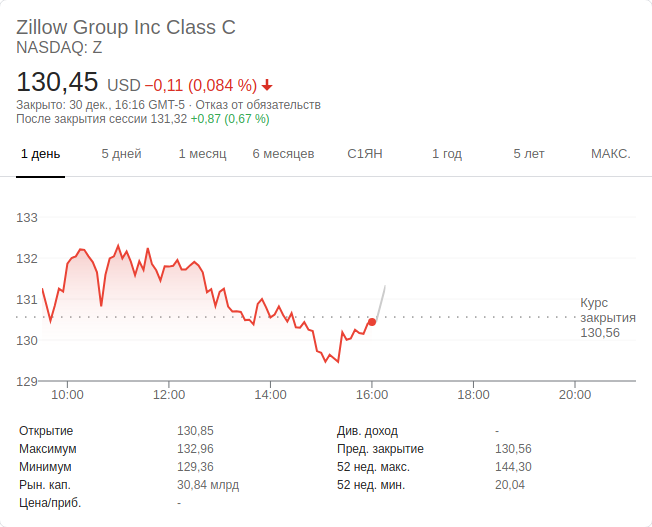 Zillow Group Inc Class C
NASDAQ: Z
130,45 USD −0,11 (0,084 %)
Закрыто: 30 дек., 16:16 GMT-5 · Отказ от обязательств
После закрытия сессии 131,32 +0,87 (0,67 %)
1 день 5 дней 1 месяц 6 месяцев С1ЯН 1 год 5 лет МАКС.
133
132
131
130
129
Курс
закрытия
130,56
10:00 12:00 14:00 16:00 18:00 20:00
Открытие 130,85 Див. доход -
Максимум 132,96 Пред. закрытие 130,56
Минимум 129,36 52 нед. макс. 144,30
Рын. кап. 30,84 млрд 52 нед. мин. 20,04
Цена/приб. -